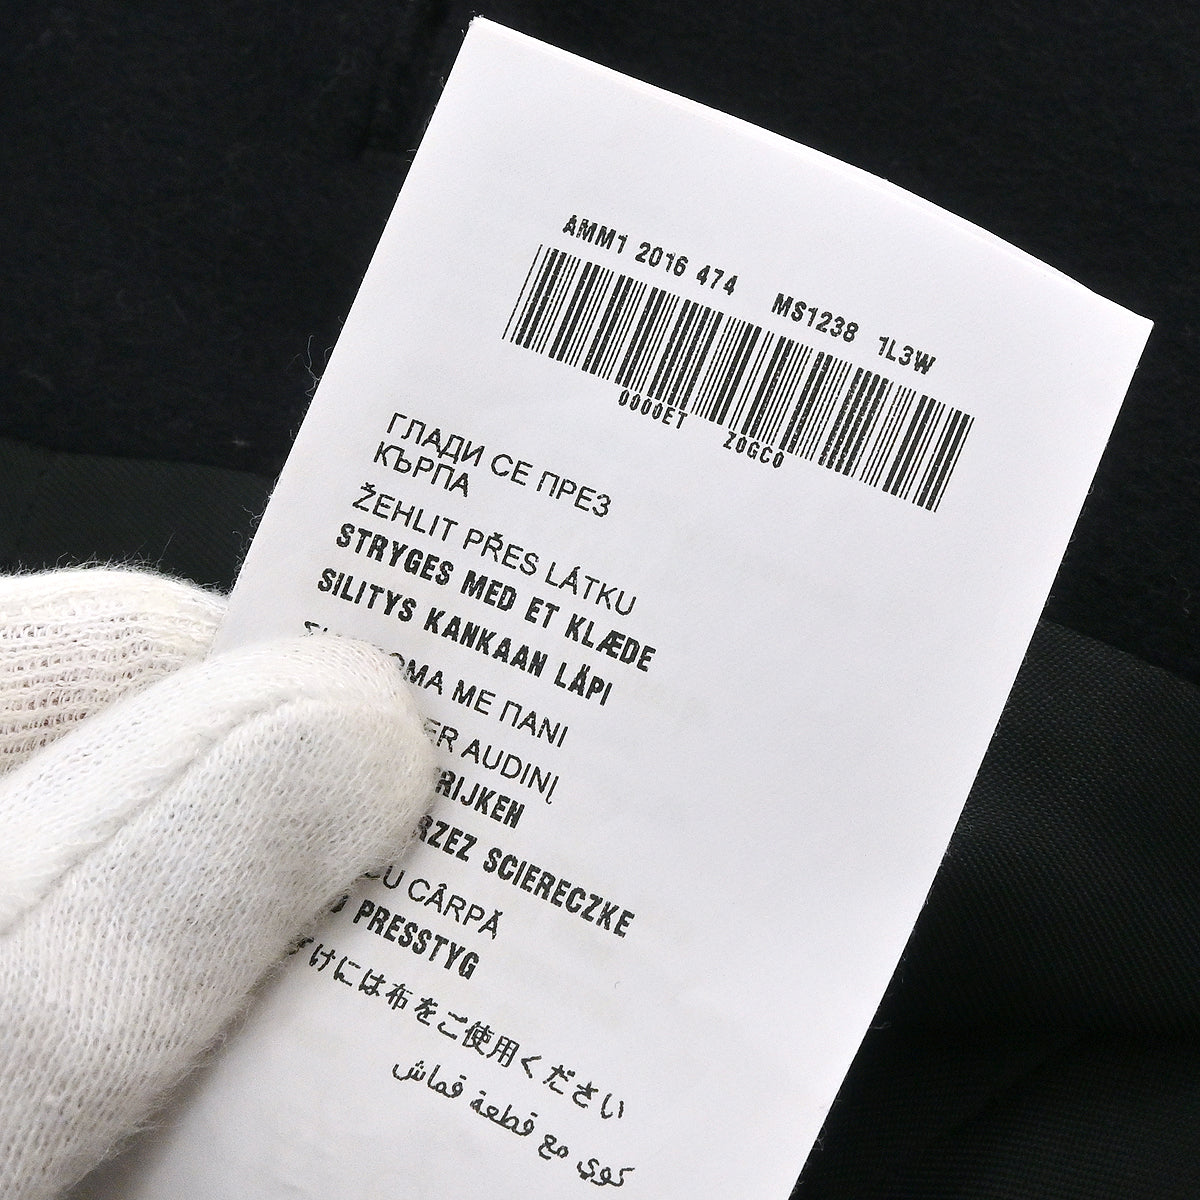 AMM1 2016 474 MS1238 1L3W
0000ET Z0GC0
ГЛАДИ СЕ ПРЕЗ
КЪРПА
ŽEHLIT PŘES LÁTKU
STRYGES MED ET KLÆDE
SILITYS KANKAAN LÄPI
ΜΕ ΠΑΝΙ
AUDINĮ
SCIERECZKE
CU CÂRPĂ
PRESSTYG
けには布をご使用ください
كوي مع قطعة قماش